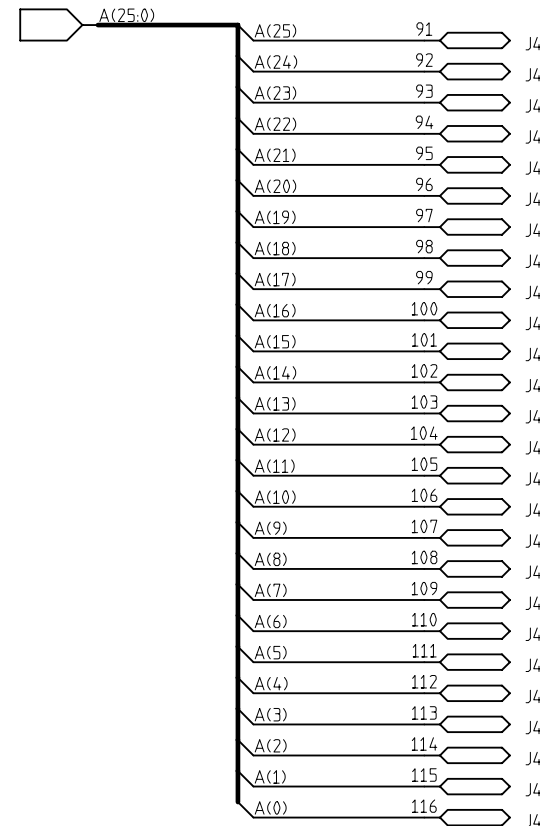 A(25:0)
A(25) 91 J4
A(24) 92 J4
A(23) 93 J4
A(22) 94 J4
A(21) 95 J4
A(20) 96 J4
A(19) 97 J4
A(18) 98 J4
A(17) 99 J4
A(16) 100 J4
A(15) 101 J4
A(14) 102 J4
A(13) 103 J4
A(12) 104 J4
A(11) 105 J4
A(10) 106 J4
A(9) 107 J4
A(8) 108 J4
A(7) 109 J4
A(6) 110 J4
A(5) 111 J4
A(4) 112 J4
A(3) 113 J4
A(2) 114 J4
A(1) 115 J4
A(0) 116 J4